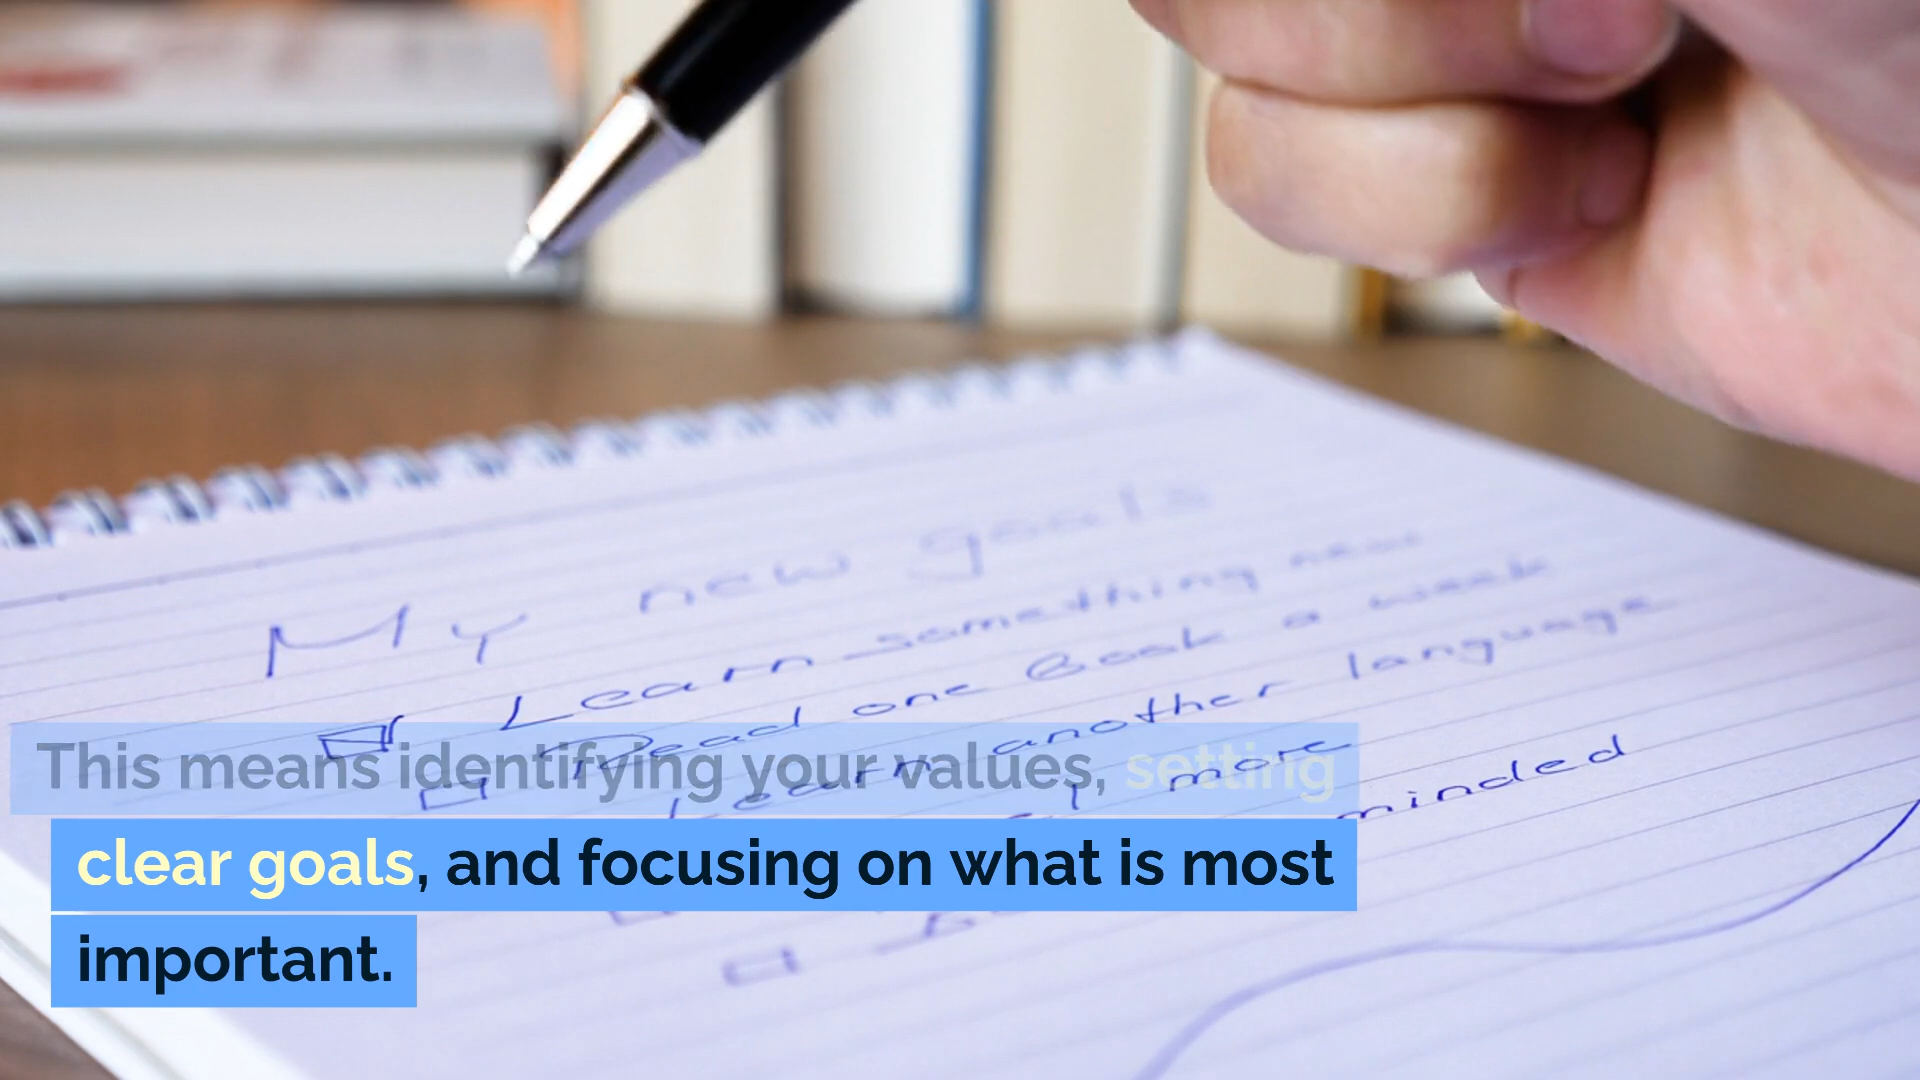 My new goals
Learn something new
Read one Book a week
Learn another language
more
minded
This means identifying your values, setting
clear goals, and focusing on what is most
important.